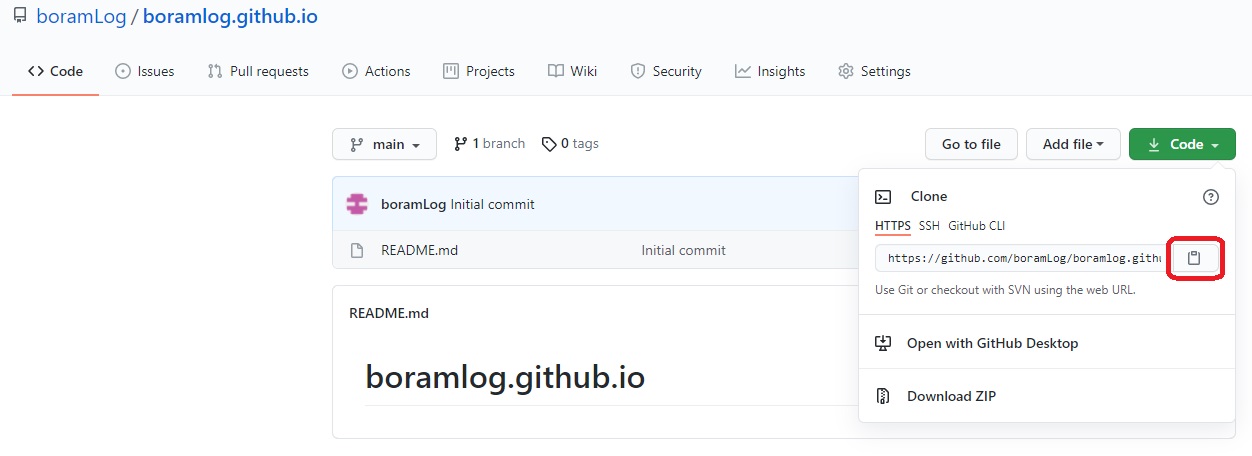 boramLog / boramlog.github.io
Code Issues Pull requests Actions Projects Wiki Security Insights Settings
main 1 branch 0 tags Go to file Add file Code
boramLog Initial commit
README.md Initial commit
README.md
boramlog.github.io
Clone
HTTPS SSH GitHub CLI
https://github.com/boramLog/boramlog.githu
Use Git or checkout with SVN using the web URL.
Open with GitHub Desktop
Download ZIP